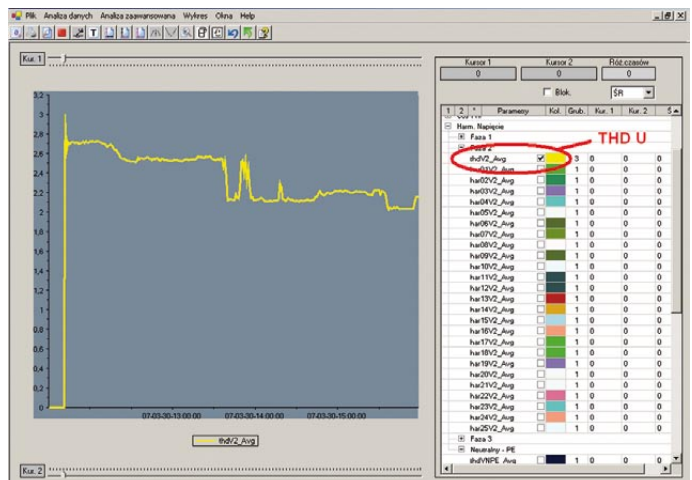 Plik Analiza danych Analiza zaawansowana Wykres Okna Help
T
Kur. 1
Kursor 1 Kursor 2 Róż.czasów
0 0 0
Blok. ŚR
1 2 * Parametry Kol. Grub. Kur. 1 Kur. 2 Ś
Harm. Napięcie
Faza 1
Faza 2
THD U
thdV2_Avg 3 0 0 0
har01V2_Avg 1 0 0 0
har02V2_Avg 1 0 0 0
har03V2_Avg 1 0 0 0
har04V2_Avg 1 0 0 0
har05V2_Avg 1 0 0 0
har06V2_Avg 1 0 0 0
har07V2_Avg 1 0 0 0
har08V2_Avg 1 0 0 0
har09V2_Avg 1 0 0 0
har10V2_Avg 1 0 0 0
har11V2_Avg 1 0 0 0
har12V2_Avg 1 0 0 0
har13V2_Avg 1 0 0 0
har14V2_Avg 1 0 0 0
har15V2_Avg 1 0 0 0
har16V2_Avg 1 0 0 0
har17V2_Avg 1 0 0 0
har18V2_Avg 1 0 0 0
har19V2_Avg 1 0 0 0
har20V2_Avg 1 0 0 0
har21V2_Avg 1 0 0 0
har22V2_Avg 1 0 0 0
har23V2_Avg 1 0 0 0
har24V2_Avg 1 0 0 0
har25V2_Avg 1 0 0 0
Faza 3
Neutralny - PE
thdVNPE_Avg 1 0 0 0
3,2
3
2,8
2,6
2,4
2,2
2
1,8
1,6
1,4
1,2
1
0,8
0,6
0,4
0,2
0
07-03-30-13:00:00 07-03-30-14:00:00 07-03-30-15:00:00
thdV2_Avg
Kur. 2